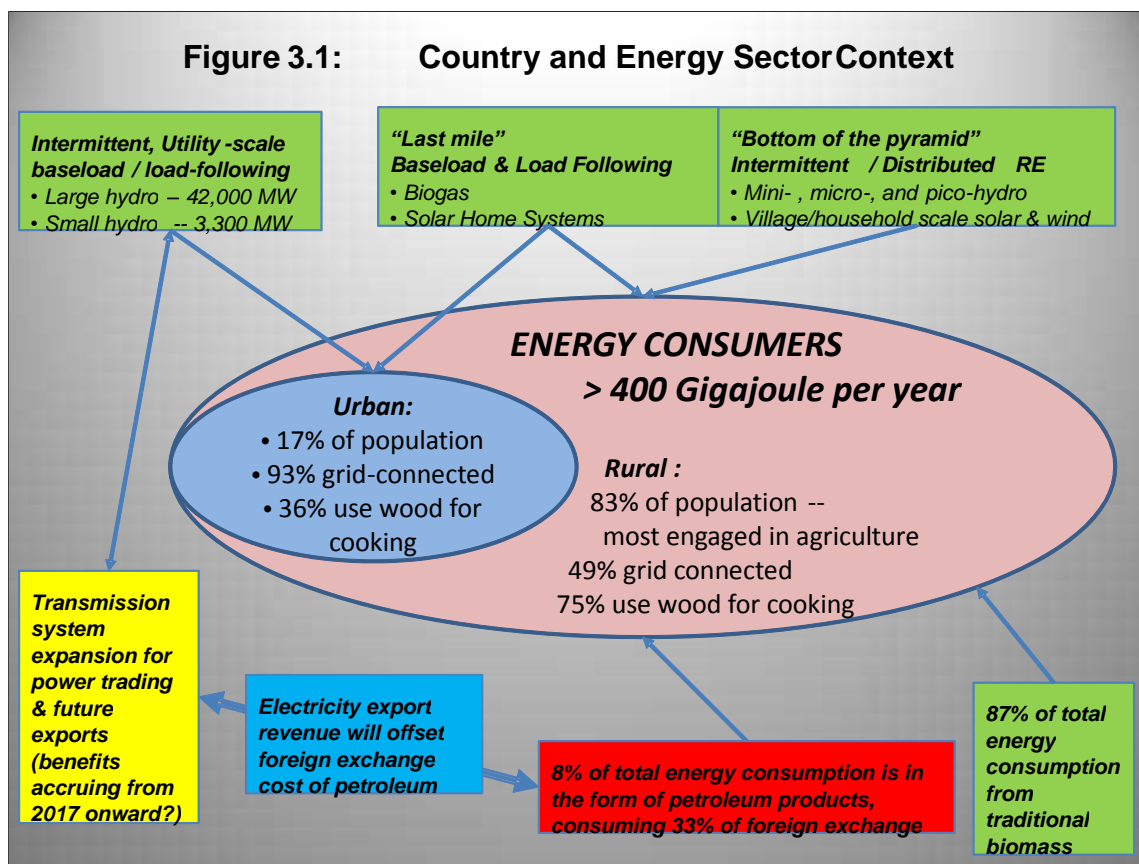 Figure 3.1: Country and Energy Sector Context
Intermittent, Utility -scale
baseload / load-following
• Large hydro – 42,000 MW
• Small hydro -- 3,300 MW
“Last mile”
Baseload & Load Following
• Biogas
• Solar Home Systems
“Bottom of the pyramid”
Intermittent / Distributed RE
• Mini- , micro-, and pico-hydro
• Village/household scale solar & wind
ENERGY CONSUMERS
> 400 Gigajoule per year
Urban:
• 17% of population
• 93% grid-connected
• 36% use wood for
cooking
Rural :
83% of population --
most engaged in agriculture
49% grid connected
75% use wood for cooking
Transmission
system
expansion for
power trading
& future
exports
(benefits
accruing from
2017 onward?)
Electricity export
revenue will offset
foreign exchange
cost of petroleum
8% of total energy consumption is in
the form of petroleum products,
consuming 33% of foreign exchange
87% of total
energy
consumption
from
traditional
biomass